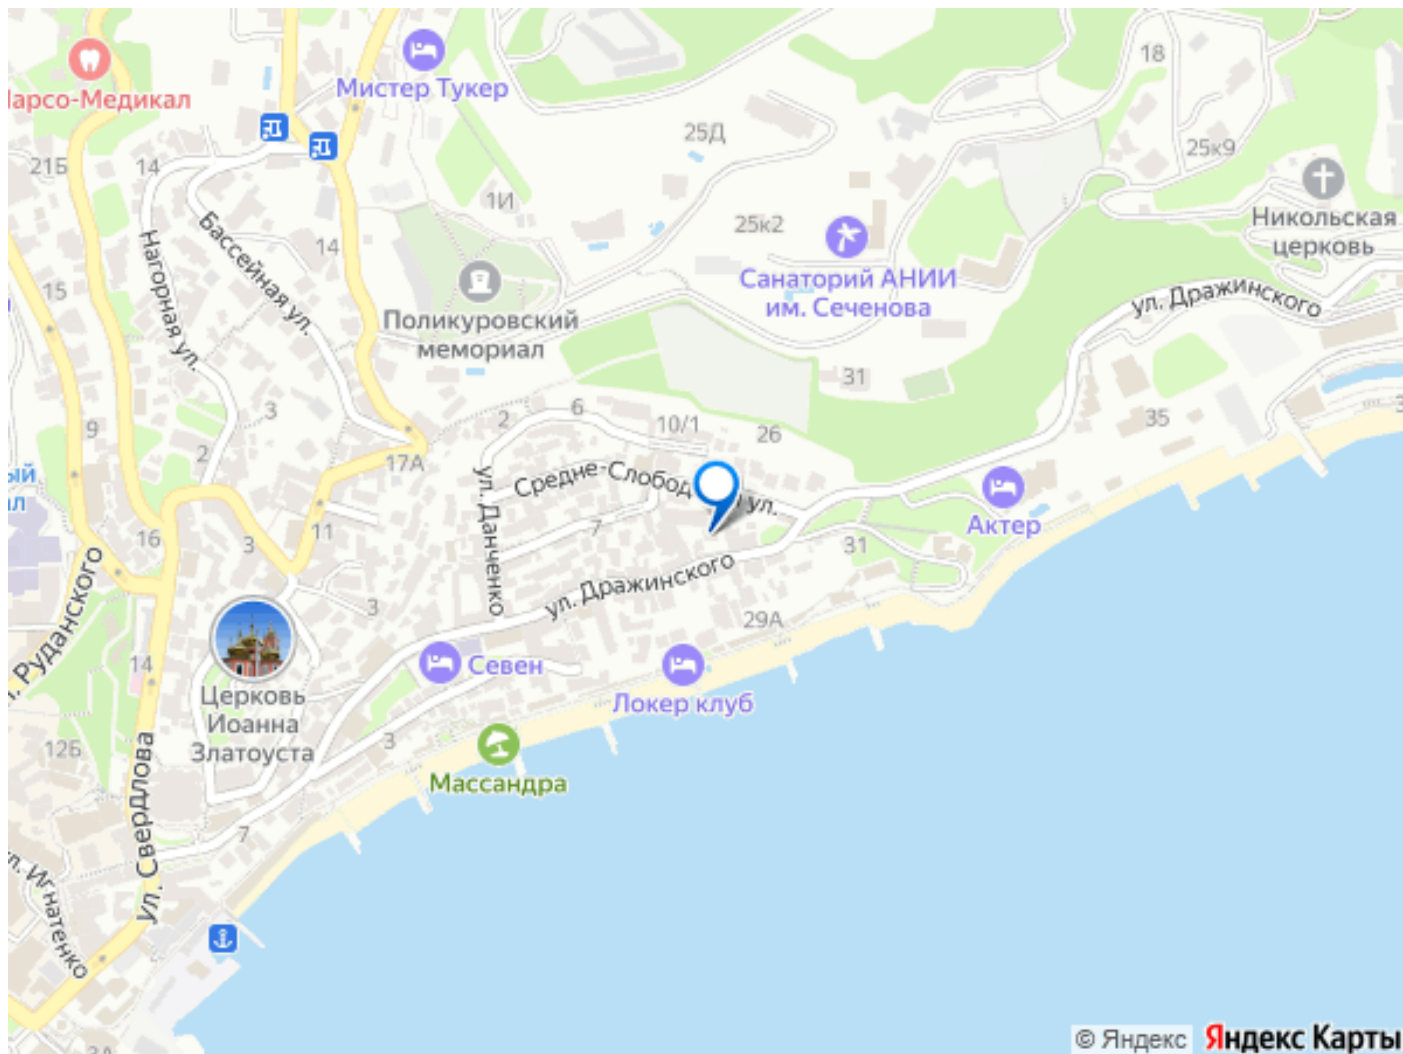 18
Мистер Тукер
Марсо-Медикал
25Д
25к9
21Б
14
1И
Никольская
церковь
25к2
Бассейная ул.
14
Нагорная ул.
Санаторий АНИИ
им. Сеченова
ул. Дражинского
15
Поликуровский
мемориал
31
9
3
2
6
10/1
26
35
2
17А
ул. Данченко
Средне-Слобод
ул.
Актер
16
3
11
7
31
ул. Дражинского
3
29А
Руданского
14
Севен
Церковь
Иоанна
Златоуста
Локер клуб
12Б
3
Массандра
ул. Свердлова
7
ул. Игнатенко
3А
© Яндекс
Яндекс Карты